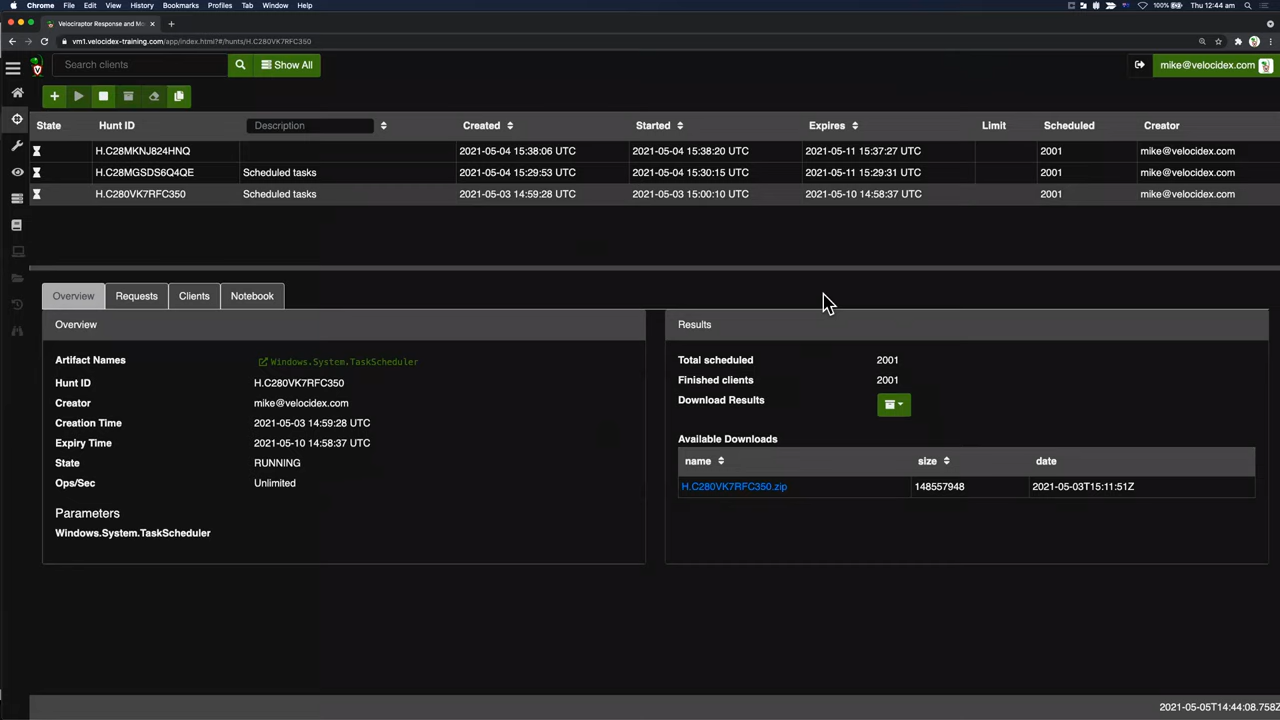 Chrome File Edit View History Bookmarks Profiles Tab Window Help 100% Thu 12:44 am
Velociraptor Response and Mo
vm1.velocidex-training.com/app/index.html?#/hunts/H.C280VK7RFC350
Search clients Show All mike@velocidex.com
State Hunt ID Description Created Started Expires Limit Scheduled Creator
H.C28MKNJ824HNQ 2021-05-04 15:38:06 UTC 2021-05-04 15:38:20 UTC 2021-05-11 15:37:27 UTC 2001 mike@velocidex.com
H.C28MGSDS6Q4QE Scheduled tasks 2021-05-04 15:29:53 UTC 2021-05-04 15:30:15 UTC 2021-05-11 15:29:31 UTC 2001 mike@velocidex.com
H.C280VK7RFC350 Scheduled tasks 2021-05-03 14:59:28 UTC 2021-05-03 15:00:10 UTC 2021-05-10 14:58:37 UTC 2001 mike@velocidex.com
Overview Requests Clients Notebook
Overview
Artifact Names Windows.System.TaskScheduler
Hunt ID H.C280VK7RFC350
Creator mike@velocidex.com
Creation Time 2021-05-03 14:59:28 UTC
Expiry Time 2021-05-10 14:58:37 UTC
State RUNNING
Ops/Sec Unlimited
Parameters
Windows.System.TaskScheduler
Results
Total scheduled 2001
Finished clients 2001
Download Results
Available Downloads
name size date
H.C280VK7RFC350.zip 148557948 2021-05-03T15:11:51Z
2021-05-05T14:44:08.758Z